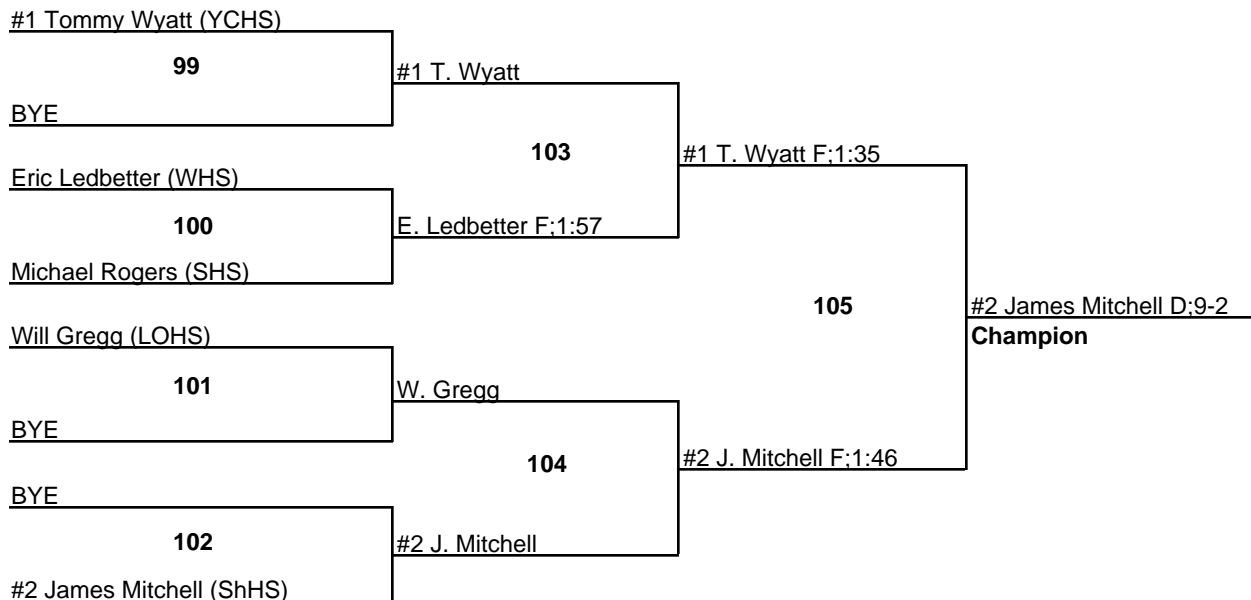 #1 Tommy Wyatt (YCHS)
99
#1 T. Wyatt
BYE
103
#1 T. Wyatt F;1:35
Eric Ledbetter (WHS)
100
E. Ledbetter F;1:57
Michael Rogers (SHS)
105
#2 James Mitchell D;9-2
Champion
Will Gregg (LOHS)
101
W. Gregg
BYE
104
#2 J. Mitchell F;1:46
BYE
102
#2 J. Mitchell
#2 James Mitchell (ShHS)